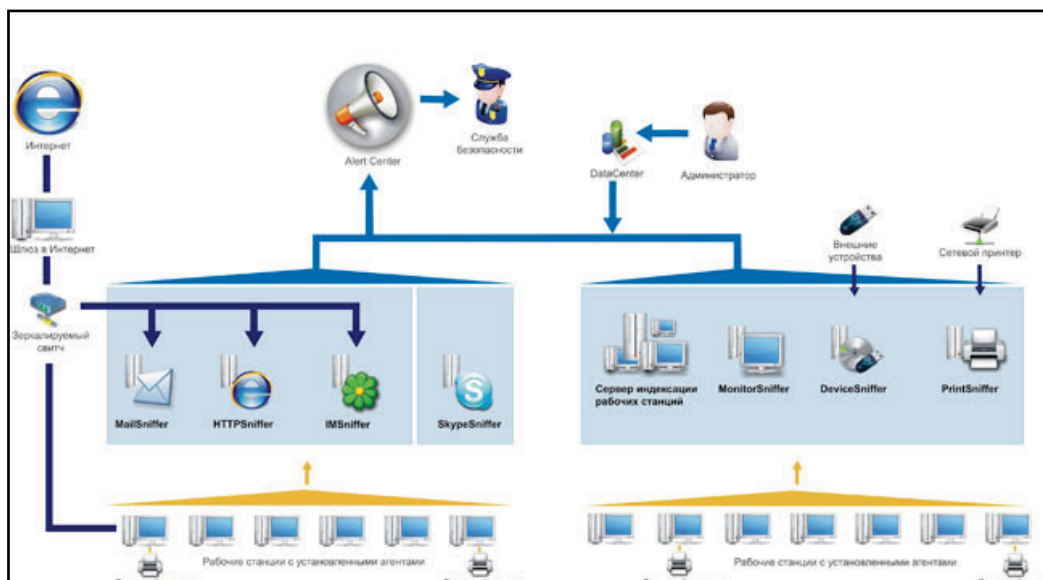 Интернет
Alert Center
Служба
безопасности
DataCenter
Администратор
Шлюз в Интернет
Внешние
устройства
Сетевой принтер
Зеркалируемый
свитч
MailSniffer
HTTPSniffer
IMSniffer
SkypeSniffer
Сервер индексации
рабочих станций
MonitorSniffer
DeviceSniffer
PrintSniffer
Рабочие станции с установленными агентами
Рабочие станции с установленными агентами